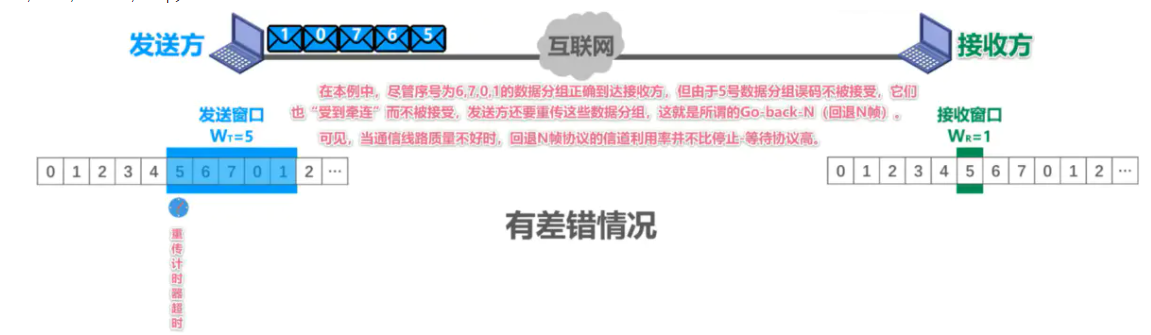 1 0 7 6 5
发送方
互联网
接收方
在本例中，尽管序号为6,7,0,1的数据分组正确到达接收方，但由于5号数据分组误码不被接受，它们
也“受到牵连”而不被接受，发送方还要重传这些数据分组，这就是所谓的Go-back-N（回退N帧）。
可见，当通信线路质量不好时，回退N帧协议的信道利用率并不比停止-等待协议高。
发送窗口
WT=5
接收窗口
WR=1
0 1 2 3 4 5 6 7 0 1 2 ···
0 1 2 3 4 5 6 7 0 1 2 ···
重传计时器超时
有差错情况